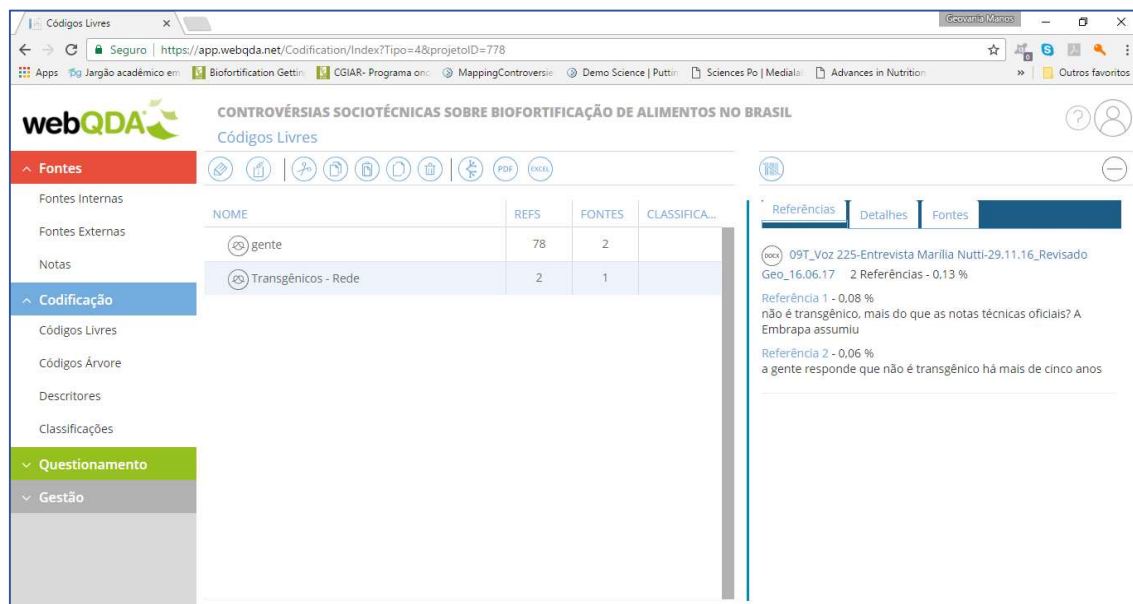 Códigos Livres
Geovania Manos
Seguro | https://app.webqda.net/Codification/Index?Tipo=4&projetoID=778
Apps Jargão acadêmico em Biofortification Gettin CGIAR- Programa onc MappingControversie Demo Science | Puttin Sciences Po | Medialab Advances in Nutrition » Outros favoritos
webQDA
CONTROVÉRSIAS SOCIOTÉCNICAS SOBRE BIOFORTIFICAÇÃO DE ALIMENTOS NO BRASIL
Códigos Livres
Fontes
Fontes Internas
Fontes Externas
Notas
Codificação
Códigos Livres
Códigos Árvore
Descritores
Classificações
Questionamento
Gestão
PDF EXCEL
NOME REFS FONTES CLASSIFICA...
gente 78 2
Transgênicos - Rede 2 1
Referências Detalhes Fontes
DOCX 09T_Voz 225-Entrevista Marília Nutti-29.11.16_Revisado
Geo_16.06.17 2 Referências - 0,13 %
Referência 1 - 0,08 %
não é transgênico, mais do que as notas técnicas oficiais? A
Embrapa assumiu
Referência 2 - 0,06 %
a gente responde que não é transgênico há mais de cinco anos